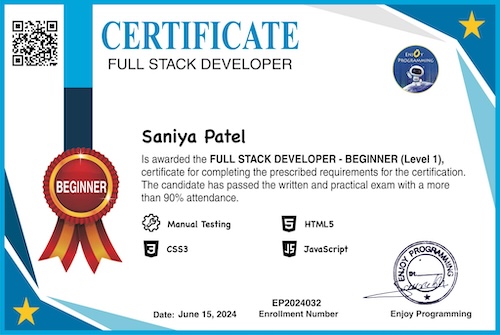 CERTIFICATE
FULL STACK DEVELOPER
ENJOY
PROGRAMMING
Saniya Patel
Is awarded the FULL STACK DEVELOPER - BEGINNER (Level 1),
certificate for completing the prescribed requirements for the certification.
The candidate has passed the written and practical exam with a more
than 90% attendance.
BEGINNER
Manual Testing
HTML5
CSS3
JS JavaScript
ENJOY PROGRAMMING
Date: June 15, 2024
EP2024032
Enrollment Number
Enjoy Programming